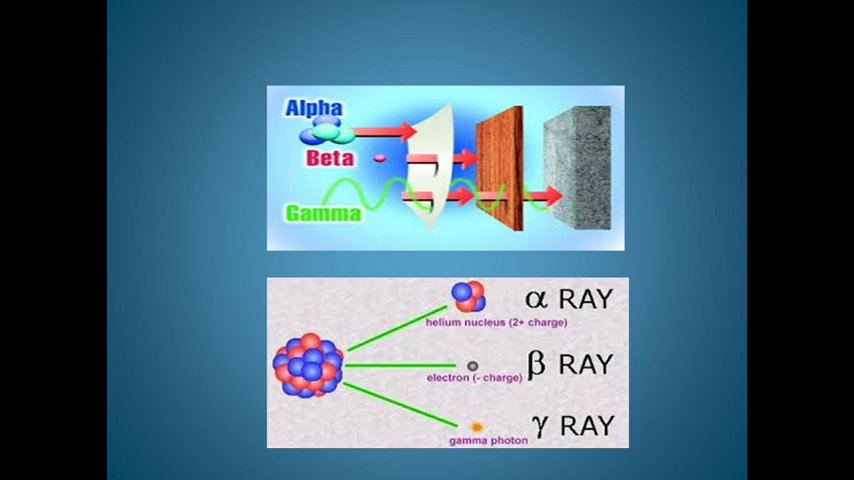 Alpha
Beta
Gamma
α RAY
helium nucleus (2+ charge)
β RAY
electron (- charge)
γ RAY
gamma photon